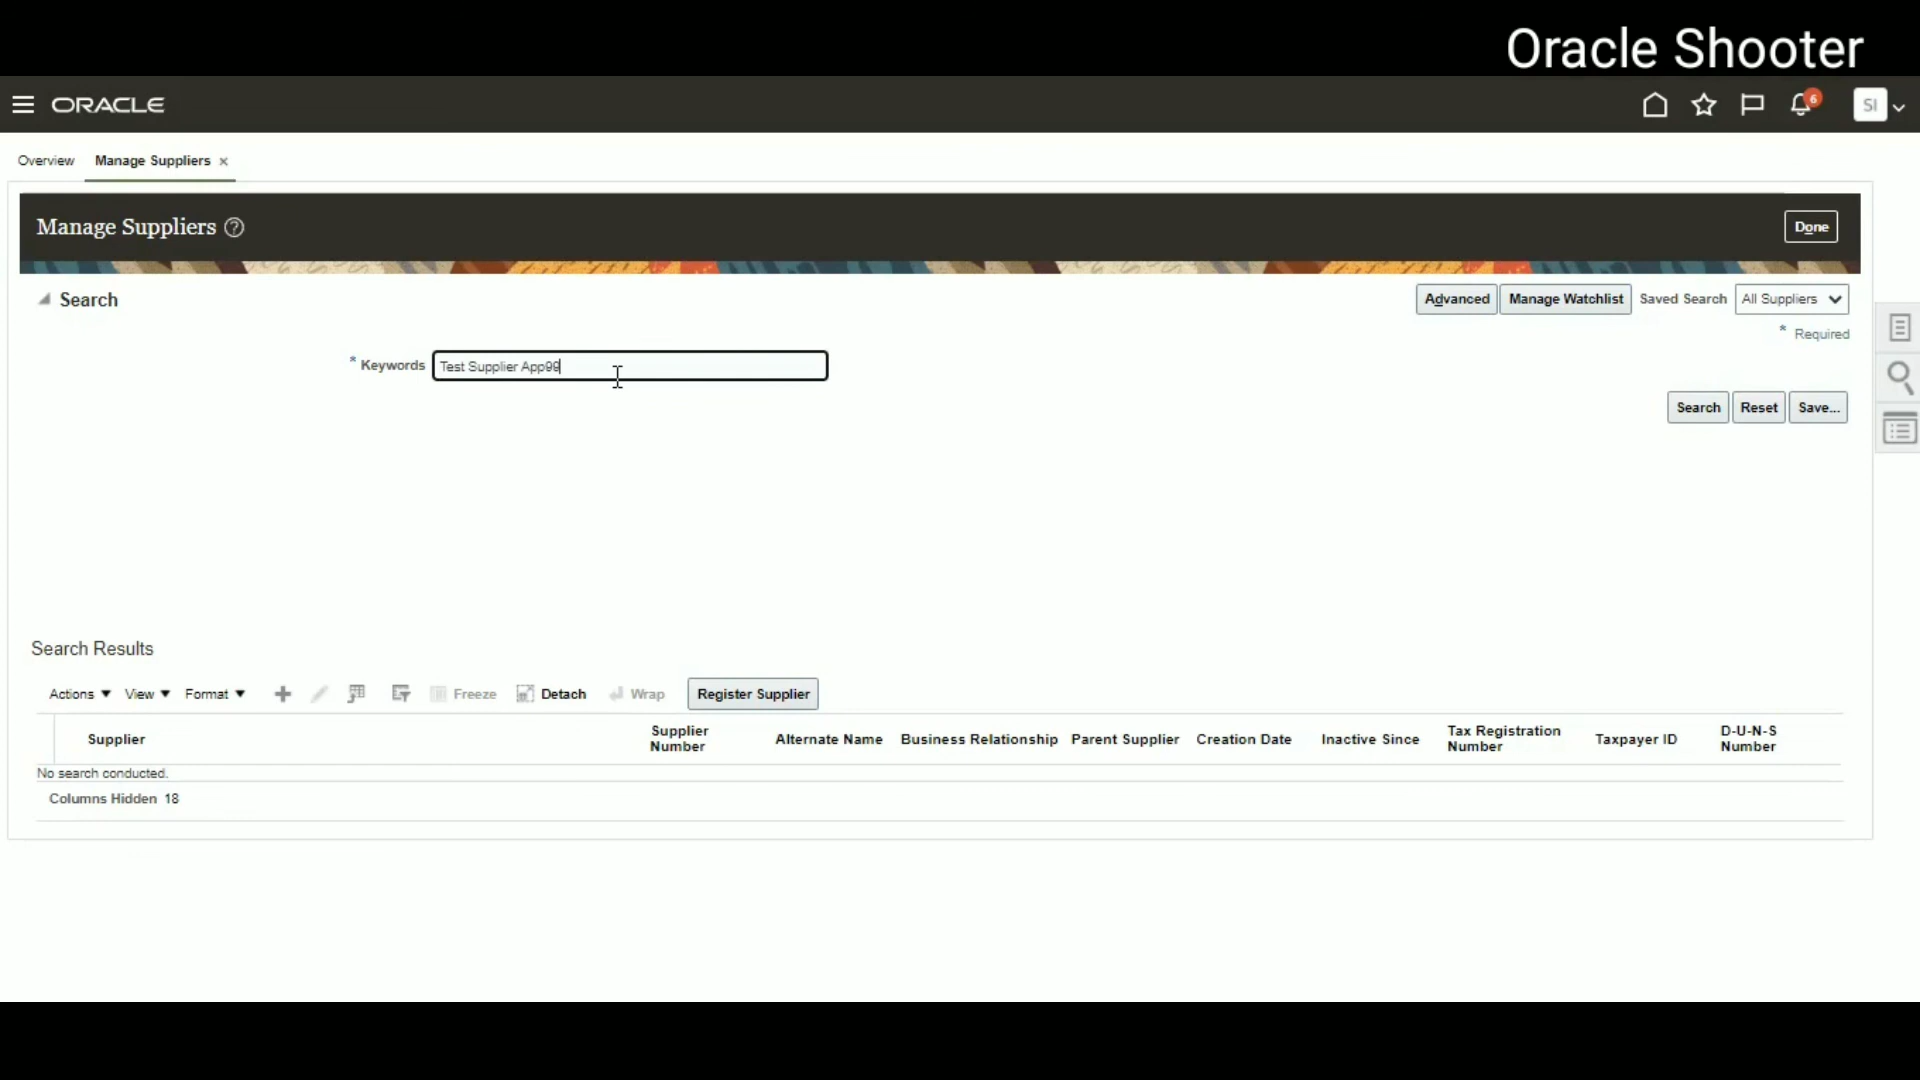 Oracle Shooter
ORACLE
6
SI
Overview
Manage Suppliers
Manage Suppliers
Done
Search
Advanced
Manage Watchlist
Saved Search
All Suppliers
* Required
* Keywords
Test Supplier App99
Search
Reset
Save...
Search Results
Actions
View
Format
Freeze
Detach
Wrap
Register Supplier
Supplier
Supplier
Number
Alternate Name
Business Relationship
Parent Supplier
Creation Date
Inactive Since
Tax Registration
Number
Taxpayer ID
D-U-N-S
Number
No search conducted.
Columns Hidden 18